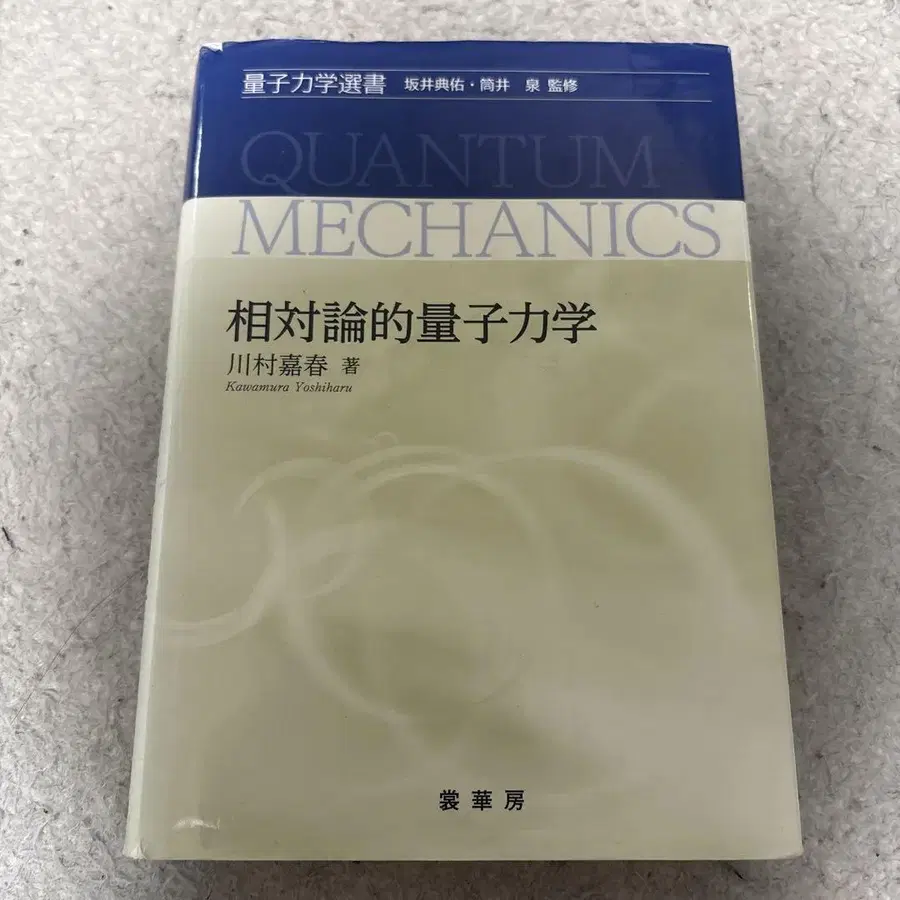 量子力学選書 坂井典佑・筒井 泉 監修
QUANTUM
MECHANICS
相対論的量子力学
川村嘉春 著
Kawamura Yoshiharu
裳華房